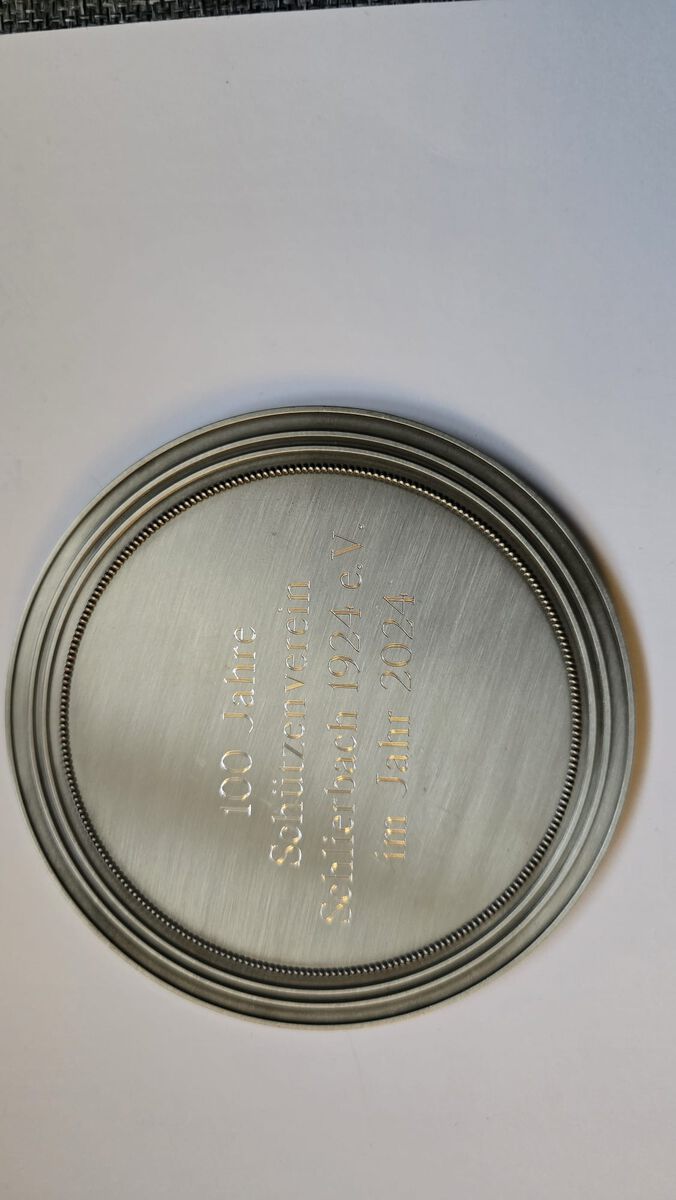 100 Jahre
Schützenverein
Schlierbach 1924 e.V.
im Jahr 2024